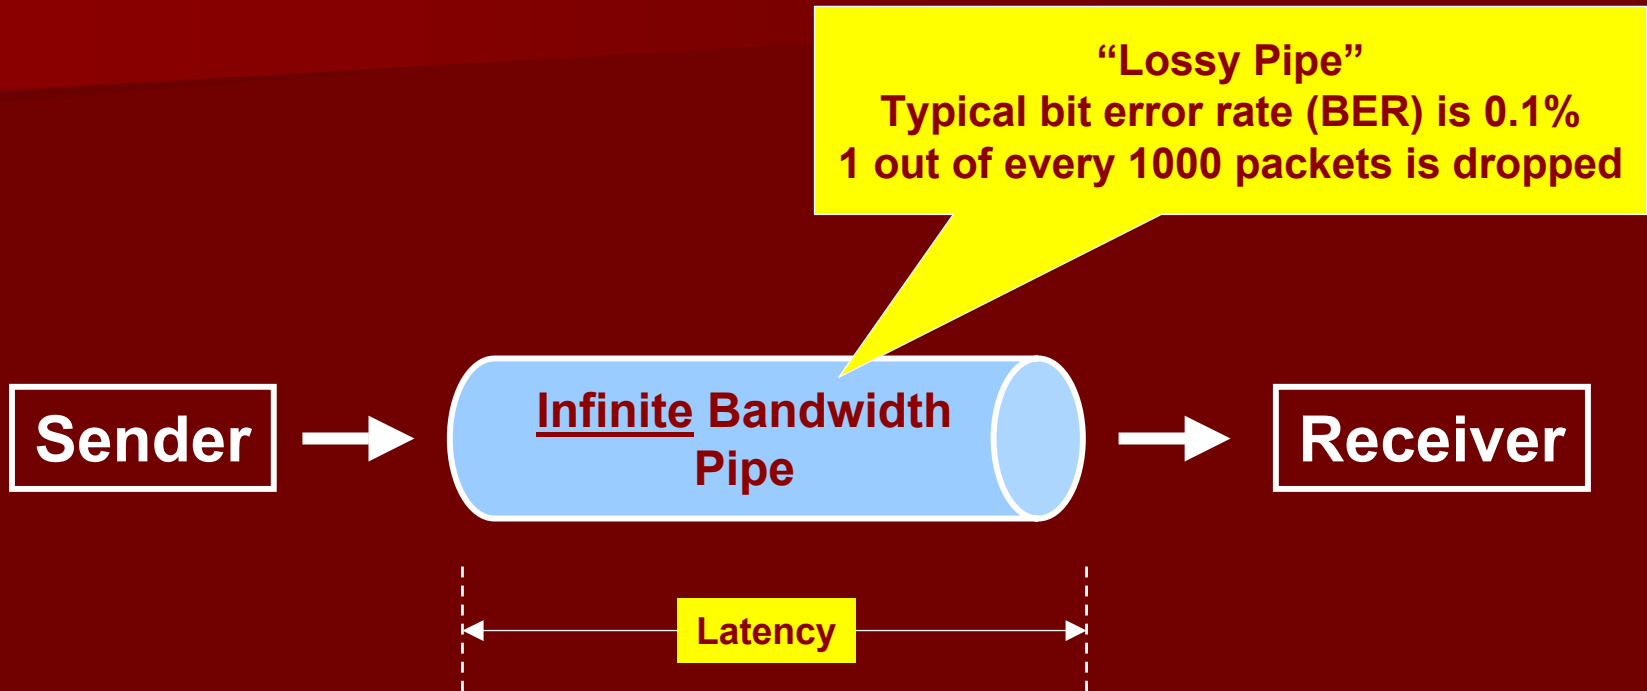 “Lossy Pipe”
Typical bit error rate (BER) is 0.1%
1 out of every 1000 packets is dropped
Sender
Infinite Bandwidth
Pipe
Receiver
Latency